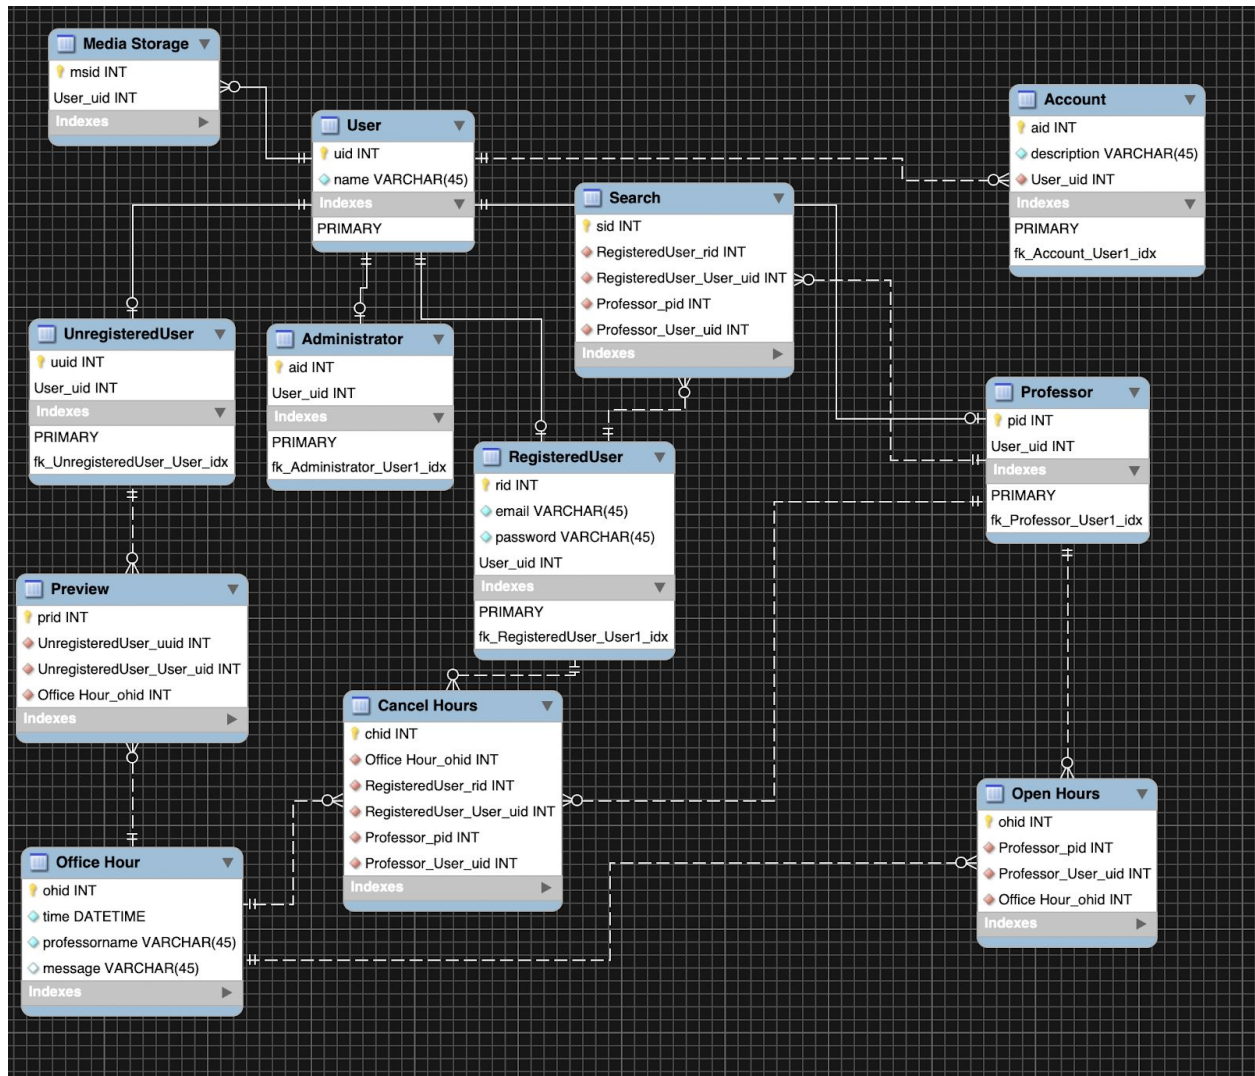 Media Storage
msid INT
User_uid INT
Indexes
User
uid INT
name VARCHAR(45)
Indexes
PRIMARY
Account
aid INT
description VARCHAR(45)
User_uid INT
Indexes
PRIMARY
fk_Account_User1_idx
Search
sid INT
RegisteredUser_rid INT
RegisteredUser_User_uid INT
Professor_pid INT
Professor_User_uid INT
Indexes
UnregisteredUser
uuid INT
User_uid INT
Indexes
PRIMARY
fk_UnregisteredUser_User_idx
Administrator
aid INT
User_uid INT
Indexes
PRIMARY
fk_Administrator_User1_idx
Professor
pid INT
User_uid INT
Indexes
PRIMARY
fk_Professor_User1_idx
RegisteredUser
rid INT
email VARCHAR(45)
password VARCHAR(45)
User_uid INT
Indexes
PRIMARY
fk_RegisteredUser_User1_idx
Preview
prid INT
UnregisteredUser_uuid INT
UnregisteredUser_User_uid INT
Office Hour_ohid INT
Indexes
Cancel Hours
chid INT
Office Hour_ohid INT
RegisteredUser_rid INT
RegisteredUser_User_uid INT
Professor_pid INT
Professor_User_uid INT
Indexes
Open Hours
ohid INT
Professor_pid INT
Professor_User_uid INT
Office Hour_ohid INT
Indexes
Office Hour
ohid INT
time DATETIME
professorname VARCHAR(45)
message VARCHAR(45)
Indexes